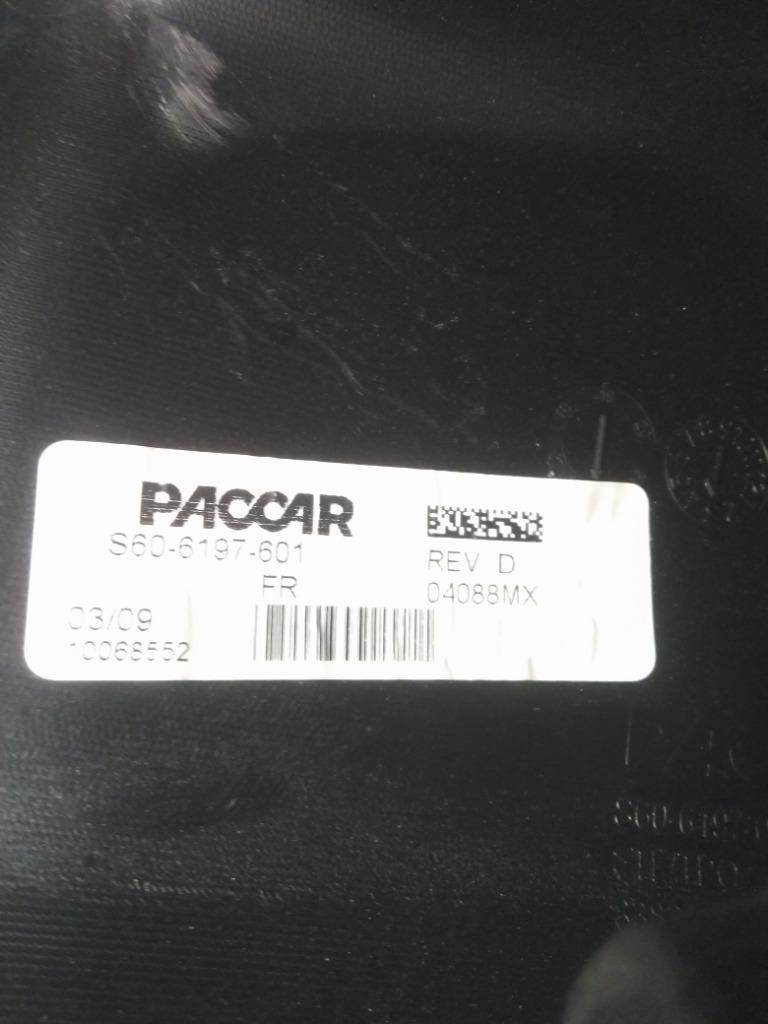 PACCAR
S60-6197-601
REV D
FR
04088MX
03/09
10068552